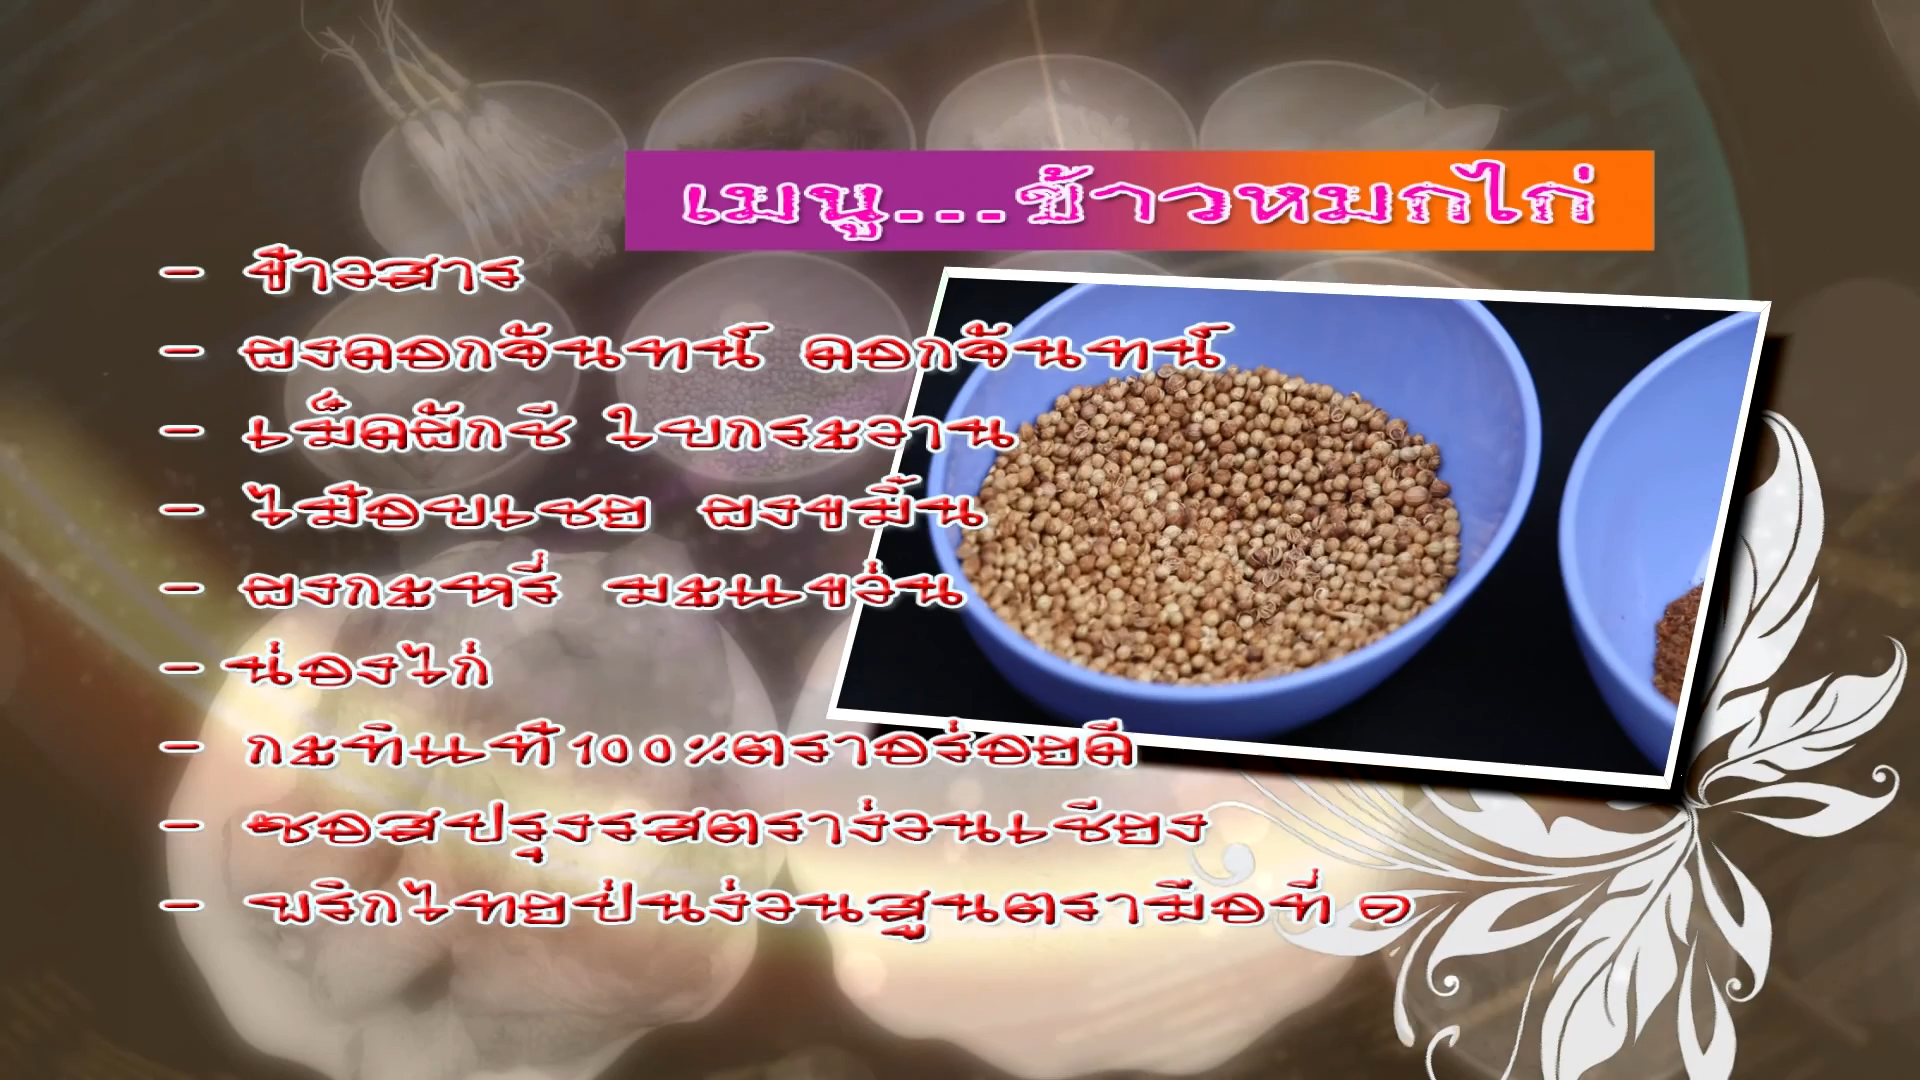 เมนู...ข้าวหมกไก่
- ข้าวสาร
- ผงดอกจันทน์ ดอกจันทน์
- เม็ดผักชี ใบกระวาน
- ไม้อบเชย ผงขมิ้น
- ผงกะหรี่ มะแขว่น
- น่องไก่
- กะทิแท้100%ตราอร่อยดี
- ซอสปรุงรสตราง่วนเชียง
- พริกไทยป่นง่วนสูนตรามือที่ ๑